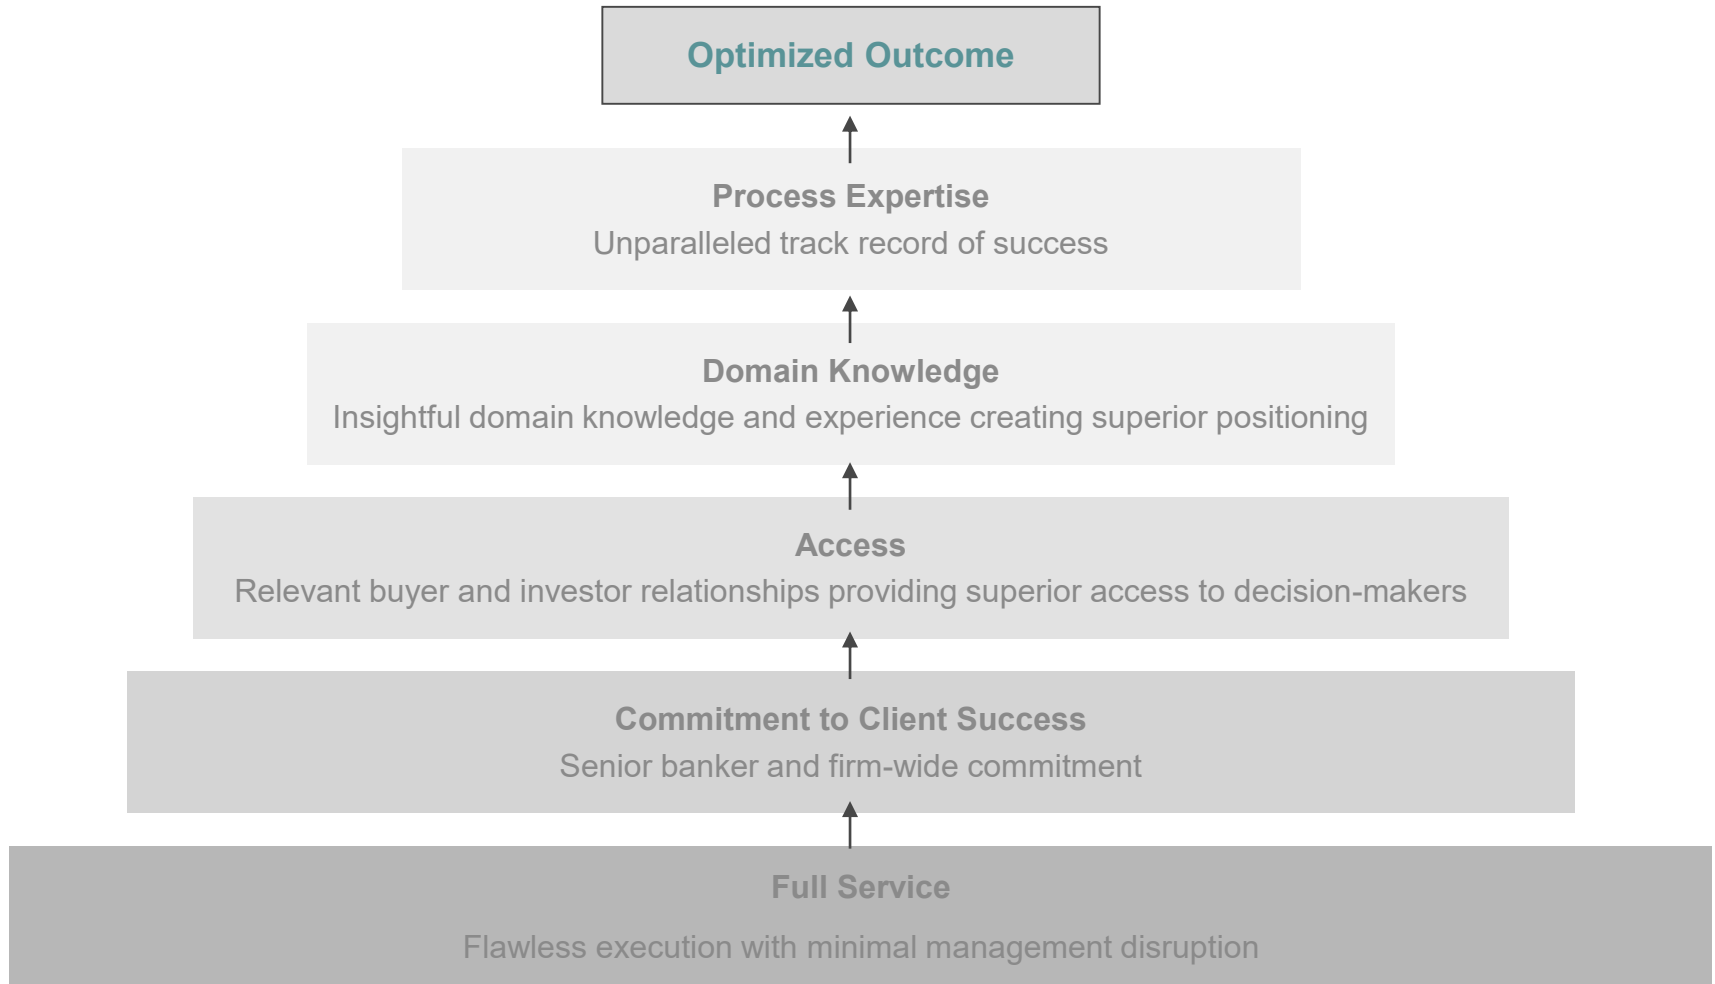 Optimized Outcome
Process Expertise
Unparalleled track record of success
Domain Knowledge
Insightful domain knowledge and experience creating superior positioning
Access
Relevant buyer and investor relationships providing superior access to decision-makers
Commitment to Client Success
Senior banker and firm-wide commitment
Full Service
Flawless execution with minimal management disruption